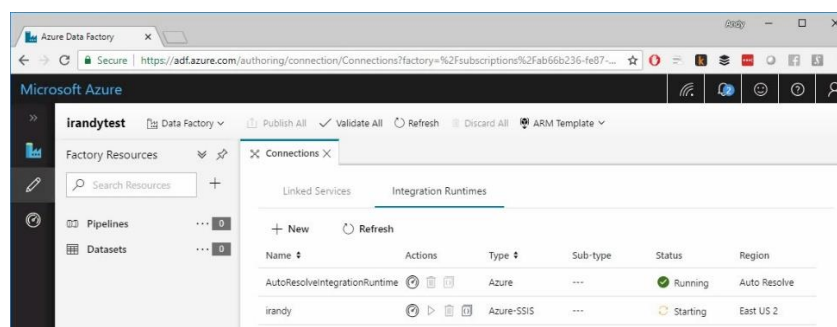 Andy
Azure Data Factory
Secure | https://adf.azure.com/authoring/connection/Connections?factory=%2Fsubscriptions%2Fab66b236-fe87-...
Microsoft Azure
2
irandytest Data Factory Publish All Validate All Refresh Discard All ARM Template
Factory Resources Connections
Search Resources Linked Services Integration Runtimes
Pipelines ... 0 + New Refresh
Datasets ... 0
Name Actions Type Sub-type Status Region
AutoResolveIntegrationRuntime Azure --- Running Auto Resolve
irandy Azure-SSIS --- Starting East US 2